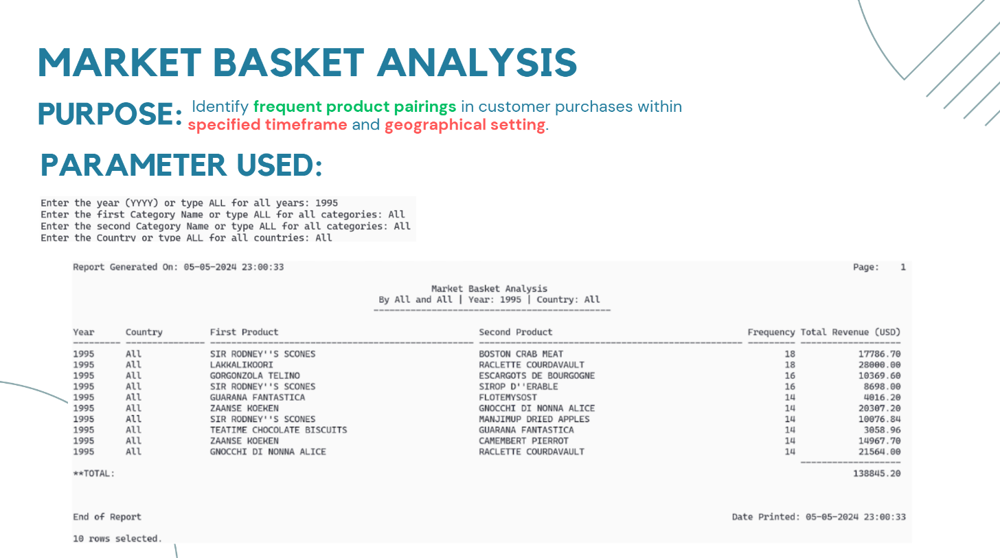 MARKET BASKET ANALYSIS
PURPOSE: Identify frequent product pairings in customer purchases within
specified timeframe and geographical setting.
PARAMETER USED:
Enter the year (YYYY) or type ALL for all years: 1995
Enter the first Category Name or type ALL for all categories: All
Enter the second Category Name or type ALL for all categories: All
Enter the Country or type ALL for all countries: All
Report Generated On: 05-05-2024 23:00:33 Page: 1
Market Basket Analysis
By All and All | Year: 1995 | Country: All
---------------------------------------------
Year Country First Product Second Product Frequency Total Revenue (USD)
--------- --------------- -------------------------------------------------- -------------------------------------------------- --------- -------------------
1995 All SIR RODNEY''S SCONES BOSTON CRAB MEAT 18 17786.70
1995 All LAKKALIKOORI RACLETTE COURDAVAULT 18 28000.00
1995 All GORGONZOLA TELINO ESCARGOTS DE BOURGOGNE 16 10369.60
1995 All SIR RODNEY''S SCONES SIROP D''ERABLE 16 8698.00
1995 All GUARANA FANTASTICA FLOTEMYSOST 14 4016.20
1995 All ZAANSE KOEKEN GNOCCHI DI NONNA ALICE 14 20307.20
1995 All SIR RODNEY''S SCONES MANJIMUP DRIED APPLES 14 10076.84
1995 All TEATIME CHOCOLATE BISCUITS GUARANA FANTASTICA 14 3058.96
1995 All ZAANSE KOEKEN CAMEMBERT PIERROT 14 14967.70
1995 All GNOCCHI DI NONNA ALICE RACLETTE COURDAVAULT 14 21564.00
-------------------
**TOTAL: 138845.20
End of Report Date Printed: 05-05-2024 23:00:33
10 rows selected.